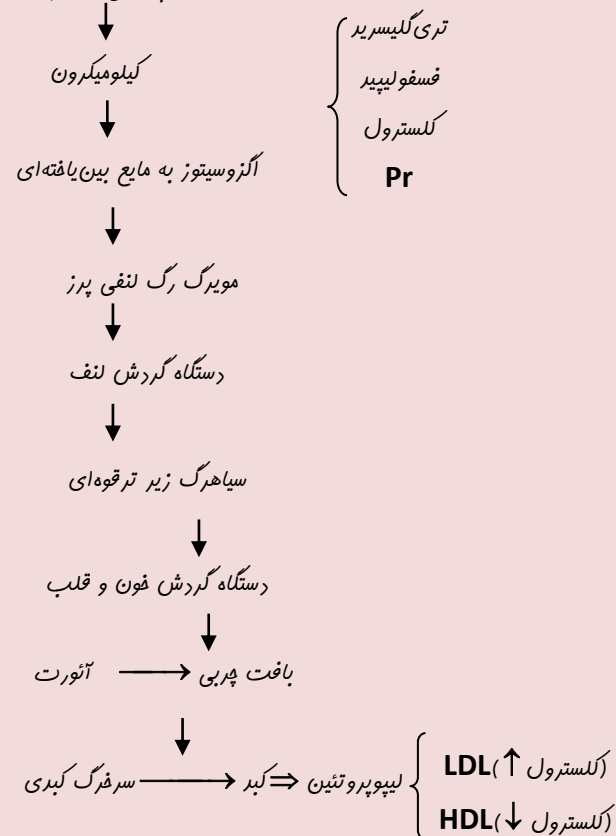 کیلومیکرون
تری‌گلیسرید
فسفولیپید
کلسترول
Pr
اگزوسیتوز به مایع بین‌یاخته‌ای
مویرگ رگ لنفی پرز
دستگاه گردش لنف
سیاهرگ زیر ترقوه‌ای
دستگاه گردش خون و قلب
بافت چربی ← آئورت
سرخرگ کبدی → کبد ⇒ لیپوپروتئین
LDL(↑ کلسترول)
HDL(↓ کلسترول)